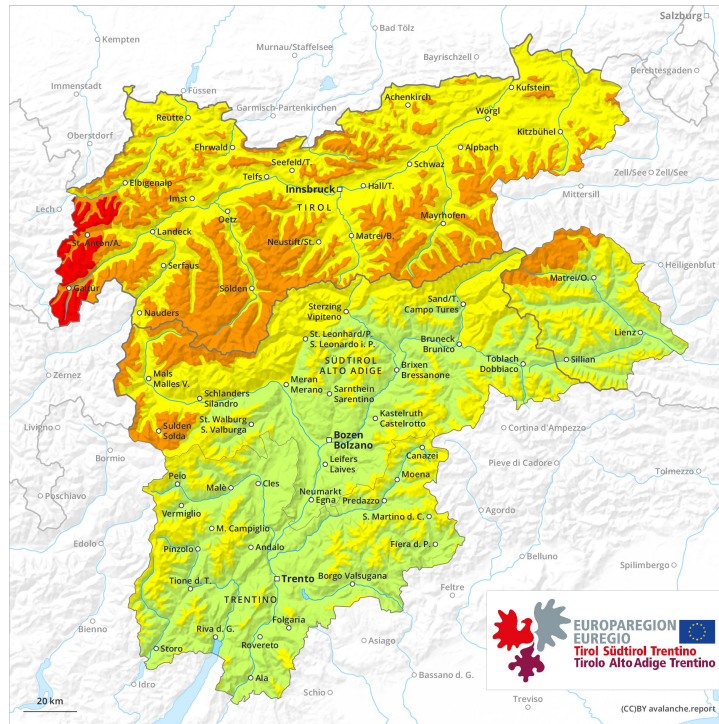 Salzburg
Kempten
Bad Tölz
Murnau/Staffelsee
Bayrischzell
Berchtesgaden
Immenstadt
Füssen
Garmisch-Partenkirchen
Achenkirch
Kufstein
Reutte
Wörgl
Oberstdorf
Ehrwald
Kitzbühel
Seefeld/T.
Alpbach
Schwaz
Zell/See
Zell/See
Telfs
Elbigenalp
Innsbruck
Hall/T.
Mittersill
Imst
Lech
TIROL
Oetz
Mayrhofen
Landeck
St. Anton/A.
Neustift/St.
Matrei/B.
Heiligenblut
Serfaus
Matrei/O.
Galtür
Sölden
Sand/T.
Campo Tures
Nauders
Sterzing
Vipiteno
Lienz
St. Leonhard/P.
S. Leonardo i. P.
Bruneck
Brunico
Toblach
Dobbiaco
Sillian
SÜDTIROL
ALTO ADIGE
Brixen
Bressanone
Zernez
Mals
Malles V.
Meran
Merano
Sarnthein
Sarentino
Schlanders
Silandro
St. Walburg
S. Valburga
Kastelruth
Castelrotto
Livigno
Sulden
Solda
Cortina d'Ampezzo
Bozen
Bolzano
Bormio
Canazei
Pieve di Cadore
Leifers
Laives
Moena
Tolmezzo
Peio
Malè
Cles
Poschiavo
Neumarkt
Egna
Predazzo
Vermiglio
Agordo
S. Martino d. C.
M. Campiglio
Edolo
Pinzolo
Andalo
Fiera d. P.
Belluno
Spilimbergo
Trento
Tione d. T.
Borgo Valsugana
Feltre
TRENTINO
Bienno
Folgaria
Riva d. G.
Storo
Rovereto
Asiago
Idro
Ala
Schio
Bassano d. G.
Treviso
EUROPAREGION
EUREGIO
Tirol Südtirol Trentino
Tirolo Alto Adige Trentino
20 km
(CC)BY avalanche.report